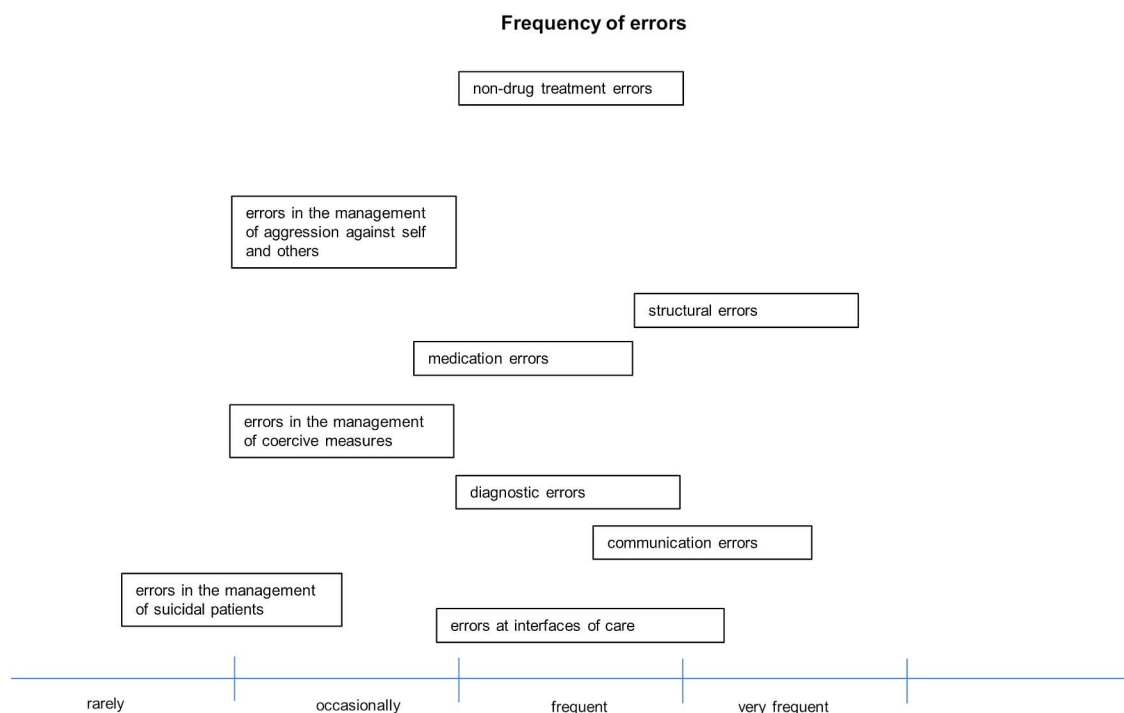 Frequency of errors
non-drug treatment errors
errors in the management
of aggression against self
and others
structural errors
medication errors
errors in the management
of coercive measures
diagnostic errors
communication errors
errors in the management
of suicidal patients
errors at interfaces of care
rarely
occasionally
frequent
very frequent